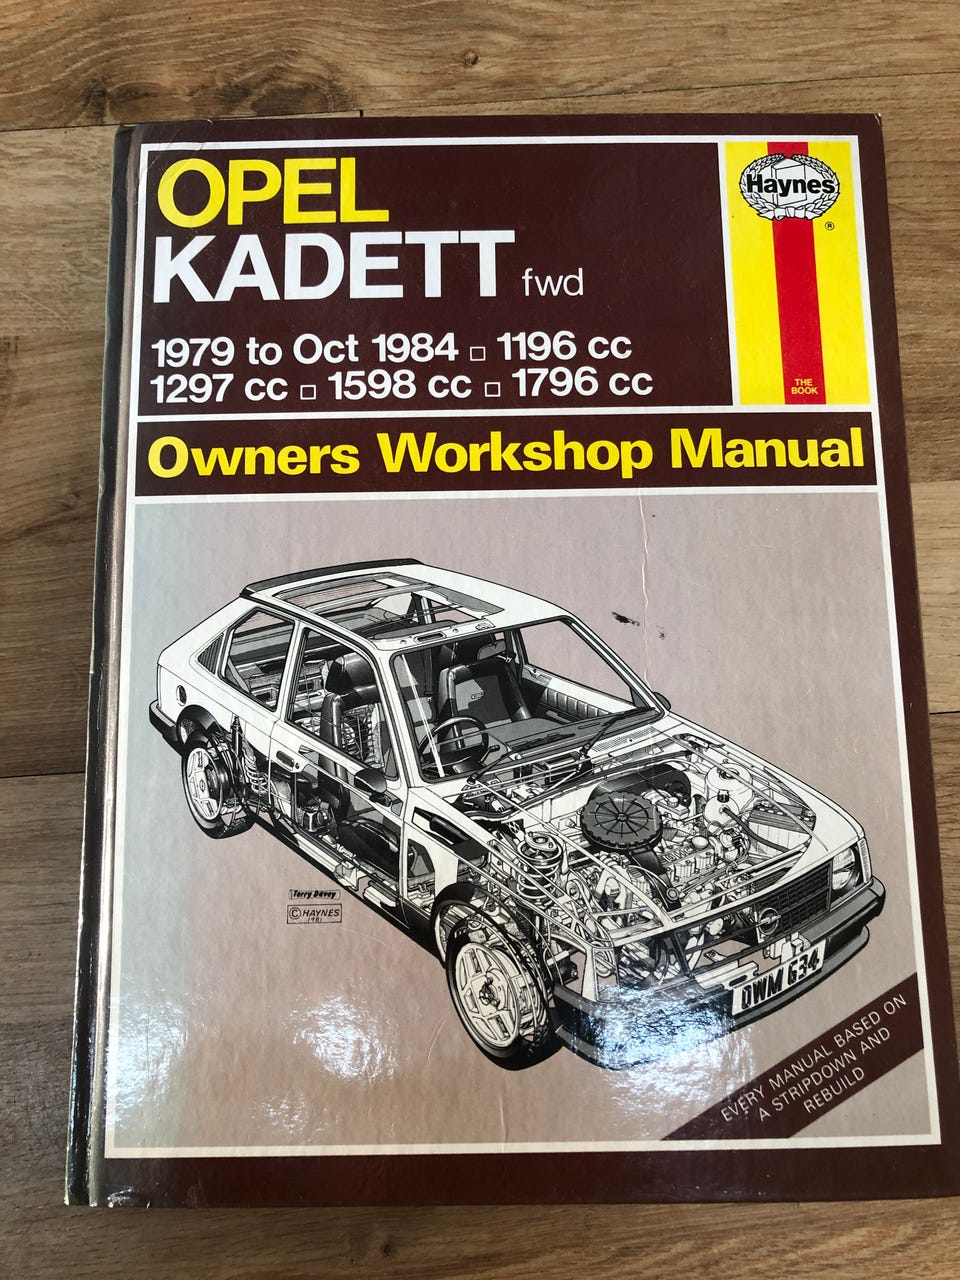 OPEL
KADETT fwd
1979 to Oct 1984 □ 1196 cc
1297 cc □ 1598 cc □ 1796 cc
Haynes
®
THE
BOOK
Owners Workshop Manual
Terry Davey
© HAYNES
1981
OWM 634
EVERY MANUAL BASED ON
A STRIPDOWN AND
REBUILD